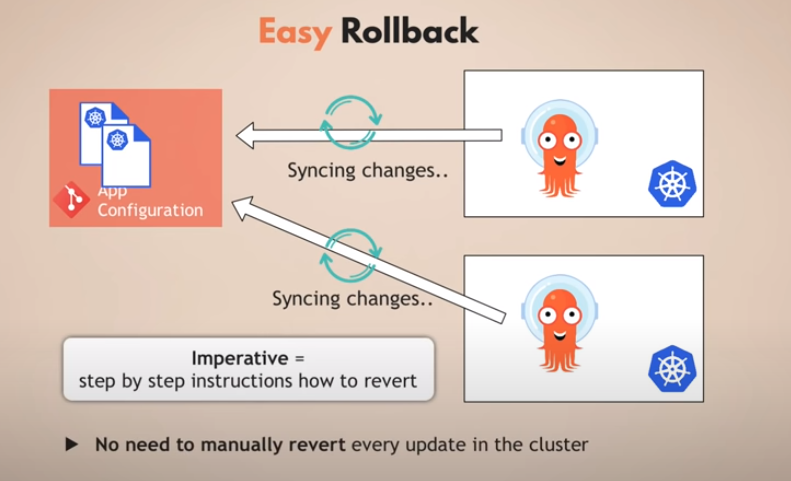 Easy Rollback
Syncing changes..
App
Configuration
Syncing changes..
Imperative =
step by step instructions how to revert
No need to manually revert every update in the cluster